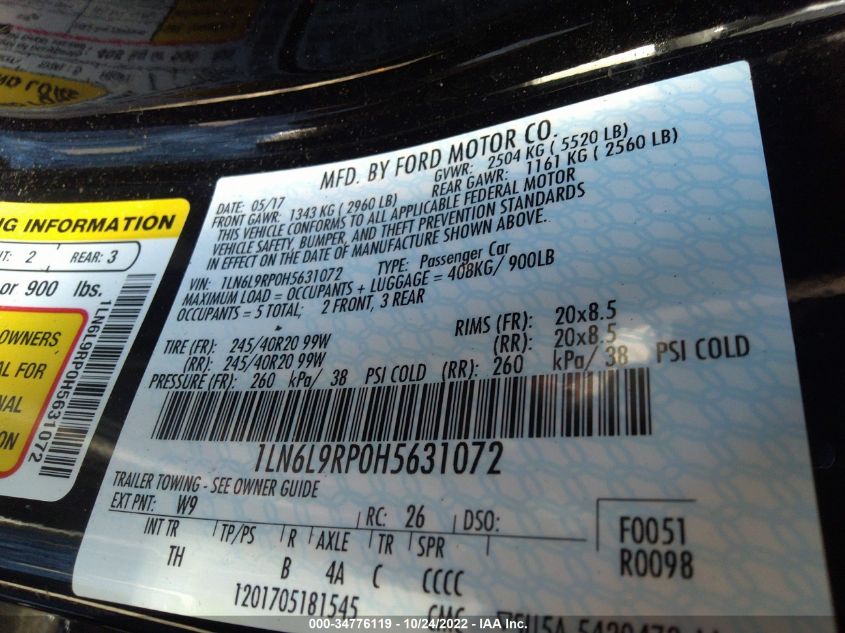 MFD. BY FORD MOTOR CO.
DATE: 05/17 GVWR: 2504 KG ( 5520 LB)
FRONT GAWR: 1343 KG ( 2960 LB) REAR GAWR: 1161 KG ( 2560 LB)
THIS VEHICLE CONFORMS TO ALL APPLICABLE FEDERAL MOTOR
VEHICLE SAFETY, BUMPER, AND THEFT PREVENTION STANDARDS
IN EFFECT ON THE DATE OF MANUFACTURE SHOWN ABOVE.
VIN: 1LN6L9RP0H5631072 TYPE: Passenger Car
MAXIMUM LOAD = OCCUPANTS + LUGGAGE = 408KG/ 900LB
OCCUPANTS = 5 TOTAL; 2 FRONT, 3 REAR
TIRE (FR): 245/40R20 99W RIMS (FR): 20x8.5
(RR): 245/40R20 99W (RR): 20x8.5
PRESSURE (FR): 260 kPa/ 38 PSI COLD (RR): 260 kPa/ 38 PSI COLD
1LN6L9RP0H5631072
TRAILER TOWING - SEE OWNER GUIDE
EXT PNT: W9 RC: 26 DSO:
INT TR TP/PS R AXLE TR SPR
TH B 4A C CCCC
F0051
R0098
1201705181545
NG INFORMATION
NT: 2 REAR: 3
or 900 lbs.
OWNERS
AL FOR
NAL
ON
1LN6L9RP0H5631072
000-34776119 - 10/24/2022 - IAA Inc.